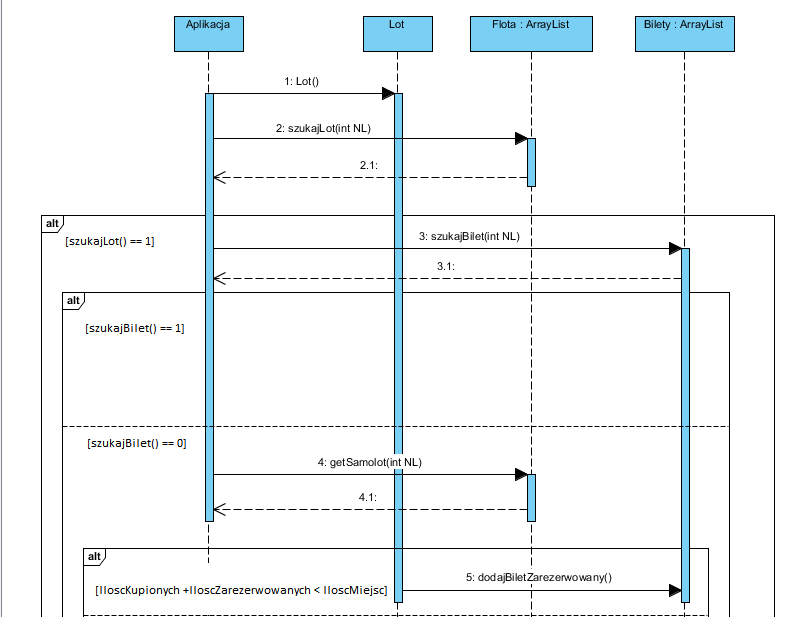 Aplikacja
Lot
Flota : ArrayList
Bilety : ArrayList
1: Lot()
2: szukajLot(int NL)
2.1:
alt
[szukajLot() == 1]
3: szukajBilet(int NL)
3.1:
alt
[szukajBilet() == 1]
[szukajBilet() == 0]
4: getSamolot(int NL)
4.1:
alt
[IloscKupionych +IloscZarezerwowanych < IloscMiejsc]
5: dodajBiletZarezerwowany()